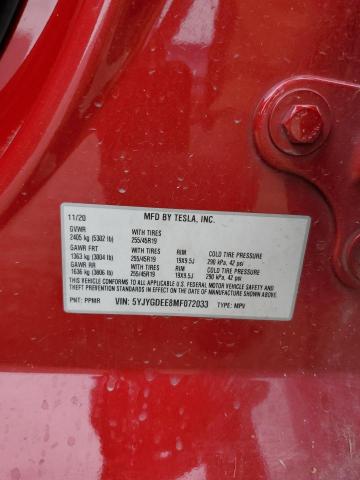 11/20 MFD BY TESLA, INC.
GVWR WITH TIRES
2405 kg (5302 lb) 255/45R19
GAWR FRT WITH TIRES RIM COLD TIRE PRESSURE
1363 kg (3004 lb) 255/45R19 19X9.5J 290 kPa, 42 psi
GAWR RR WITH TIRES RIM COLD TIRE PRESSURE
1636 kg (3606 lb) 255/45R19 19X9.5J 290 kPa, 42 psi
THIS VEHICLE CONFORMS TO ALL APPLICABLE U.S. FEDERAL MOTOR VEHICLE SAFETY
AND THEFT PREVENTION STANDARDS IN EFFECT ON THE DATE OF MANUFACTURE SHOWN ABOVE.
PNT: PPMR VIN: 5YJYGDEE8MF072033 TYPE: MPV